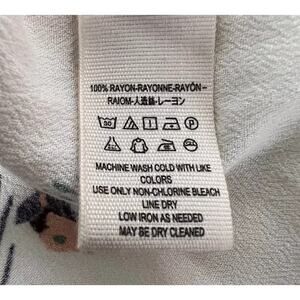 100% RAYON-RAYONNE-RAYÓN-
RAIOM-人造絲-レーヨン
30
P
MACHINE WASH COLD WITH LIKE
COLORS
USE ONLY NON-CHLORINE BLEACH
LINE DRY
LOW IRON AS NEEDED
MAY BE DRY CLEANED